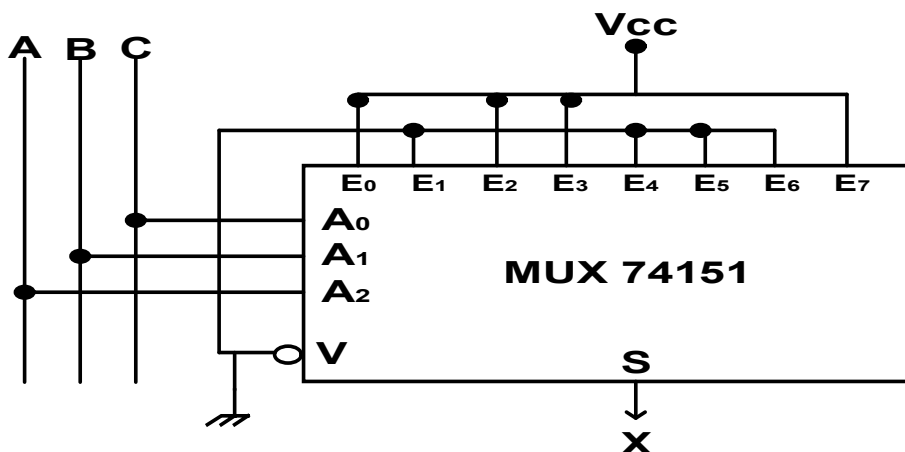 Vcc
A B C
E0 E1 E2 E3 E4 E5 E6 E7
A0
A1
MUX 74151
A2
V
S
X